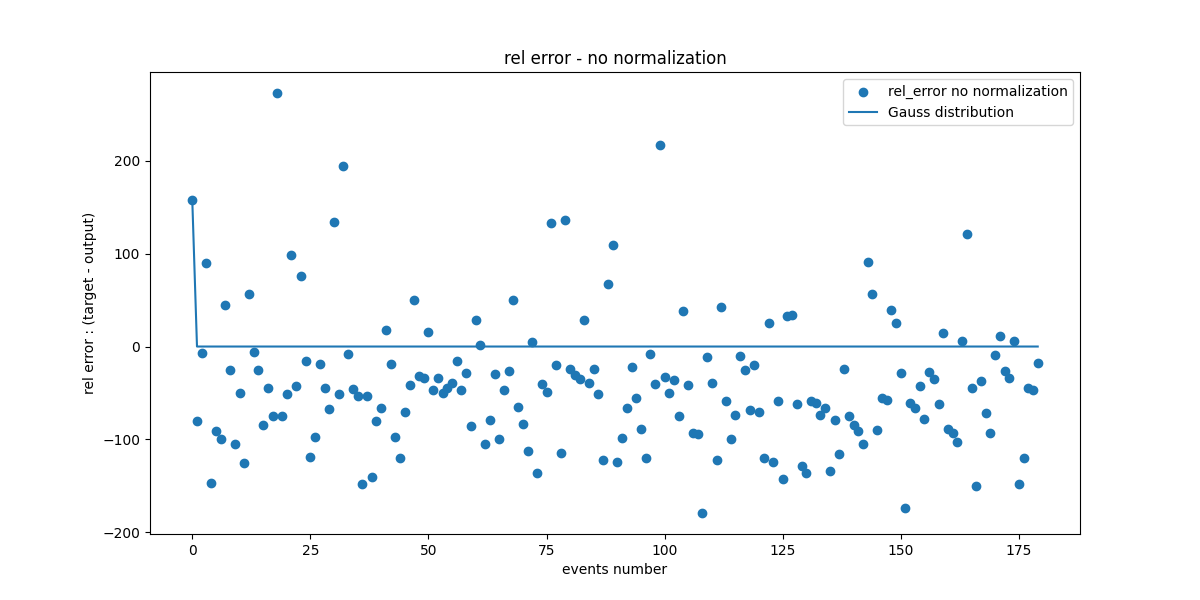 rel error - no normalization
rel_error no normalization
Gauss distribution
rel error : (target - output)
200
100
0
−100
−200
0 25 50 75 100 125 150 175
events number